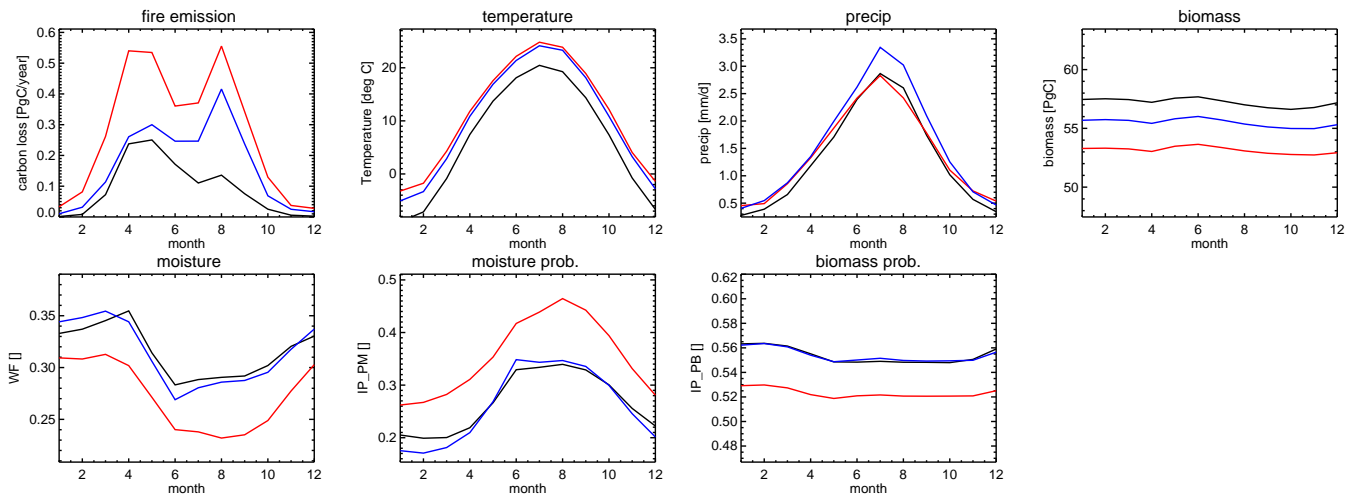 fire emission
carbon loss [PgC/year]
0.6
0.5
0.4
0.3
0.2
0.1
0.0
2 4 6 8 10 12
month
temperature
Temperature [deg C]
20
10
0
2 4 6 8 10 12
month
precip
precip [mm/d]
3.5
3.0
2.5
2.0
1.5
1.0
0.5
2 4 6 8 10 12
month
biomass
biomass [PgC]
60
55
50
2 4 6 8 10 12
month
moisture
WF []
0.35
0.30
0.25
2 4 6 8 10 12
month
moisture prob.
IP_PM []
0.5
0.4
0.3
0.2
2 4 6 8 10 12
month
biomass prob.
IP_PB []
0.62
0.60
0.58
0.56
0.54
0.52
0.50
0.48
2 4 6 8 10 12
month